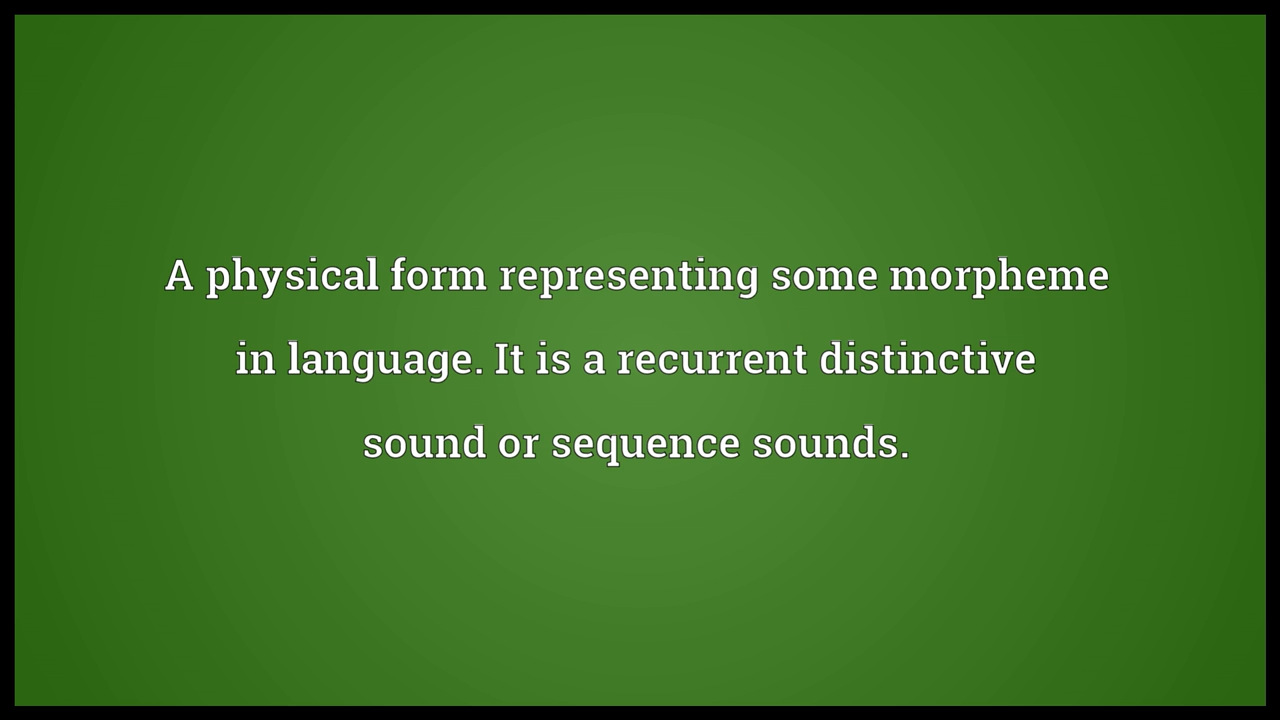 A physical form representing some morpheme
in language. It is a recurrent distinctive
sound or sequence sounds.